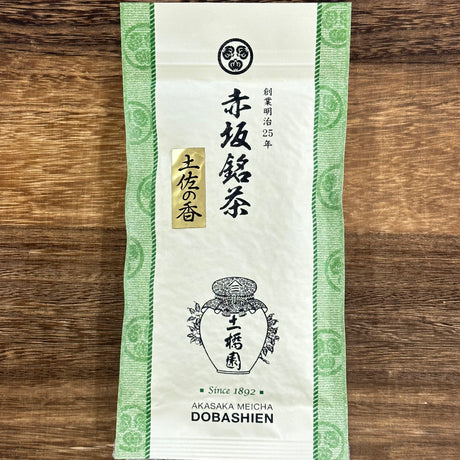 創業明治25年
赤坂銘茶
土佐の香
土橋園
Since 1892
AKASAKA MEICHA
DOBASHIEN